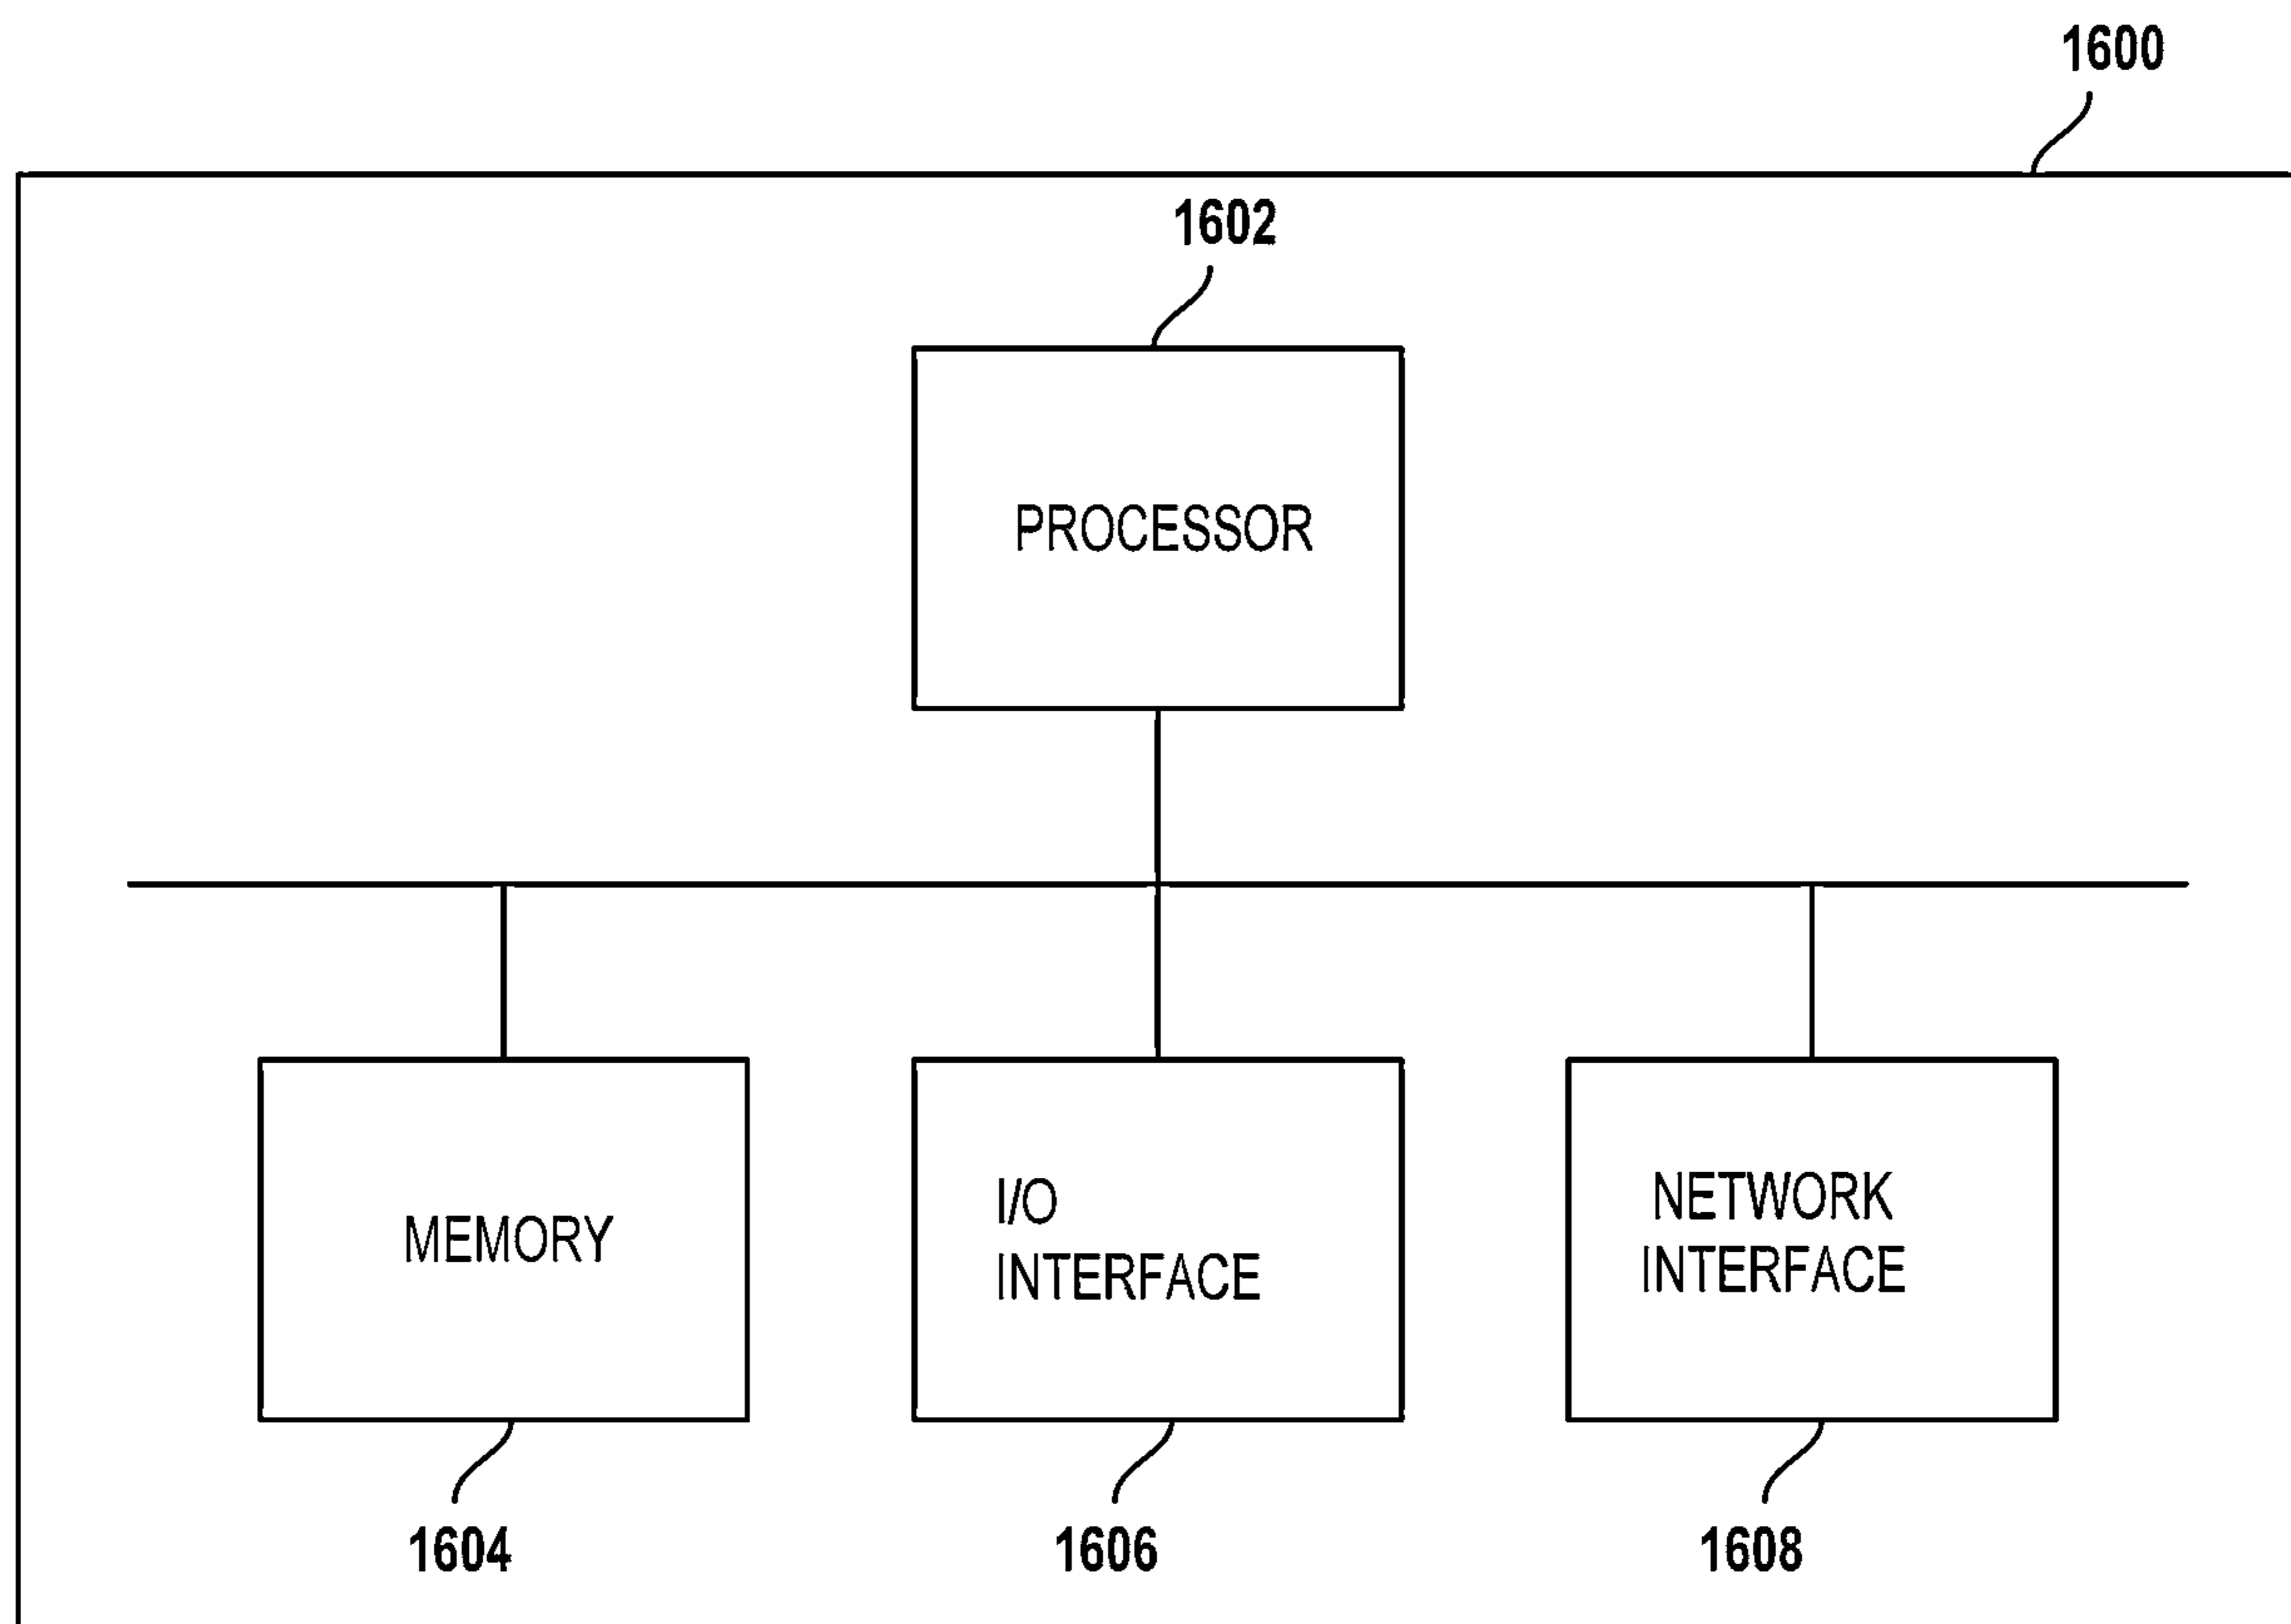 1600
1602
PROCESSOR
MEMORY
I/O
INTERFACE
NETWORK
INTERFACE
1604
1606
1608